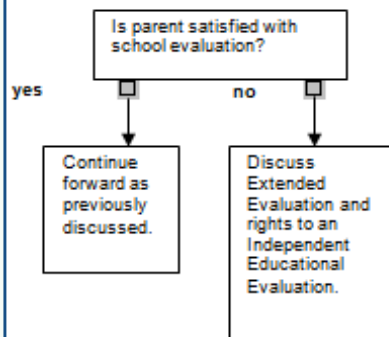 Is parent satisfied with
school evaluation?
yes
no
Continue
forward as
previously
discussed.
Discuss
Extended
Evaluation and
rights to an
Independent
Educational
Evaluation.